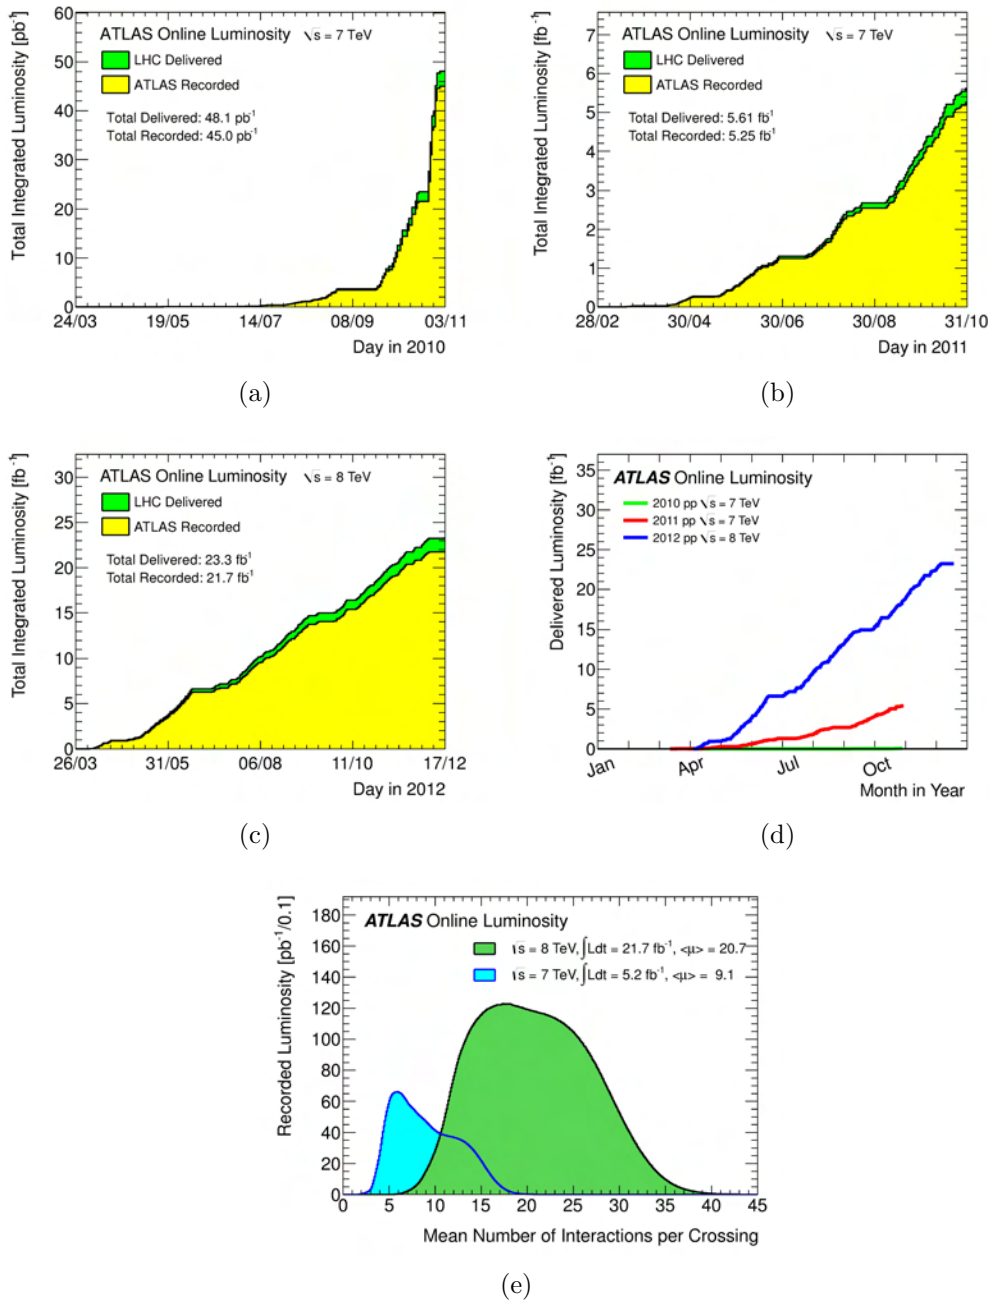 Total Integrated Luminosity [pb⁻¹]
60
50
40
30
20
10
0
ATLAS Online Luminosity √s = 7 TeV
LHC Delivered
ATLAS Recorded
Total Delivered: 48.1 pb⁻¹
Total Recorded: 45.0 pb⁻¹
24/03 19/05 14/07 08/09 03/11
Day in 2010
(a)
Total Integrated Luminosity [fb⁻¹]
7
6
5
4
3
2
1
0
ATLAS Online Luminosity √s = 7 TeV
LHC Delivered
ATLAS Recorded
Total Delivered: 5.61 fb⁻¹
Total Recorded: 5.25 fb⁻¹
28/02 30/04 30/06 30/08 31/10
Day in 2011
(b)
Total Integrated Luminosity [fb⁻¹]
30
25
20
15
10
5
0
ATLAS Online Luminosity √s = 8 TeV
LHC Delivered
ATLAS Recorded
Total Delivered: 23.3 fb⁻¹
Total Recorded: 21.7 fb⁻¹
26/03 31/05 06/08 11/10 17/12
Day in 2012
(c)
Delivered Luminosity [fb⁻¹]
35
30
25
20
15
10
5
0
ATLAS Online Luminosity
2010 pp √s = 7 TeV
2011 pp √s = 7 TeV
2012 pp √s = 8 TeV
Jan Apr Jul Oct
Month in Year
(d)
Recorded Luminosity [pb⁻¹/0.1]
180
160
140
120
100
80
60
40
20
0
ATLAS Online Luminosity
√s = 8 TeV, ∫Ldt = 21.7 fb⁻¹, <μ> = 20.7
√s = 7 TeV, ∫Ldt = 5.2 fb⁻¹, <μ> = 9.1
0 5 10 15 20 25 30 35 40 45
Mean Number of Interactions per Crossing
(e)